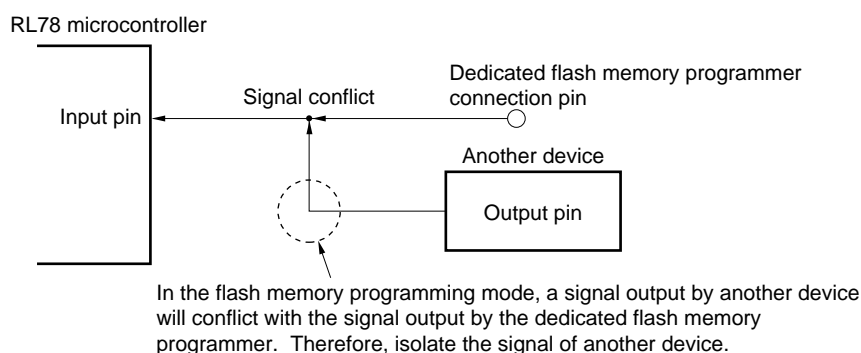 RL78 microcontroller
Dedicated flash memory programmer
connection pin
Signal conflict
Input pin
Another device
Output pin
In the flash memory programming mode, a signal output by another device
will conflict with the signal output by the dedicated flash memory
programmer.  Therefore, isolate the signal of another device.